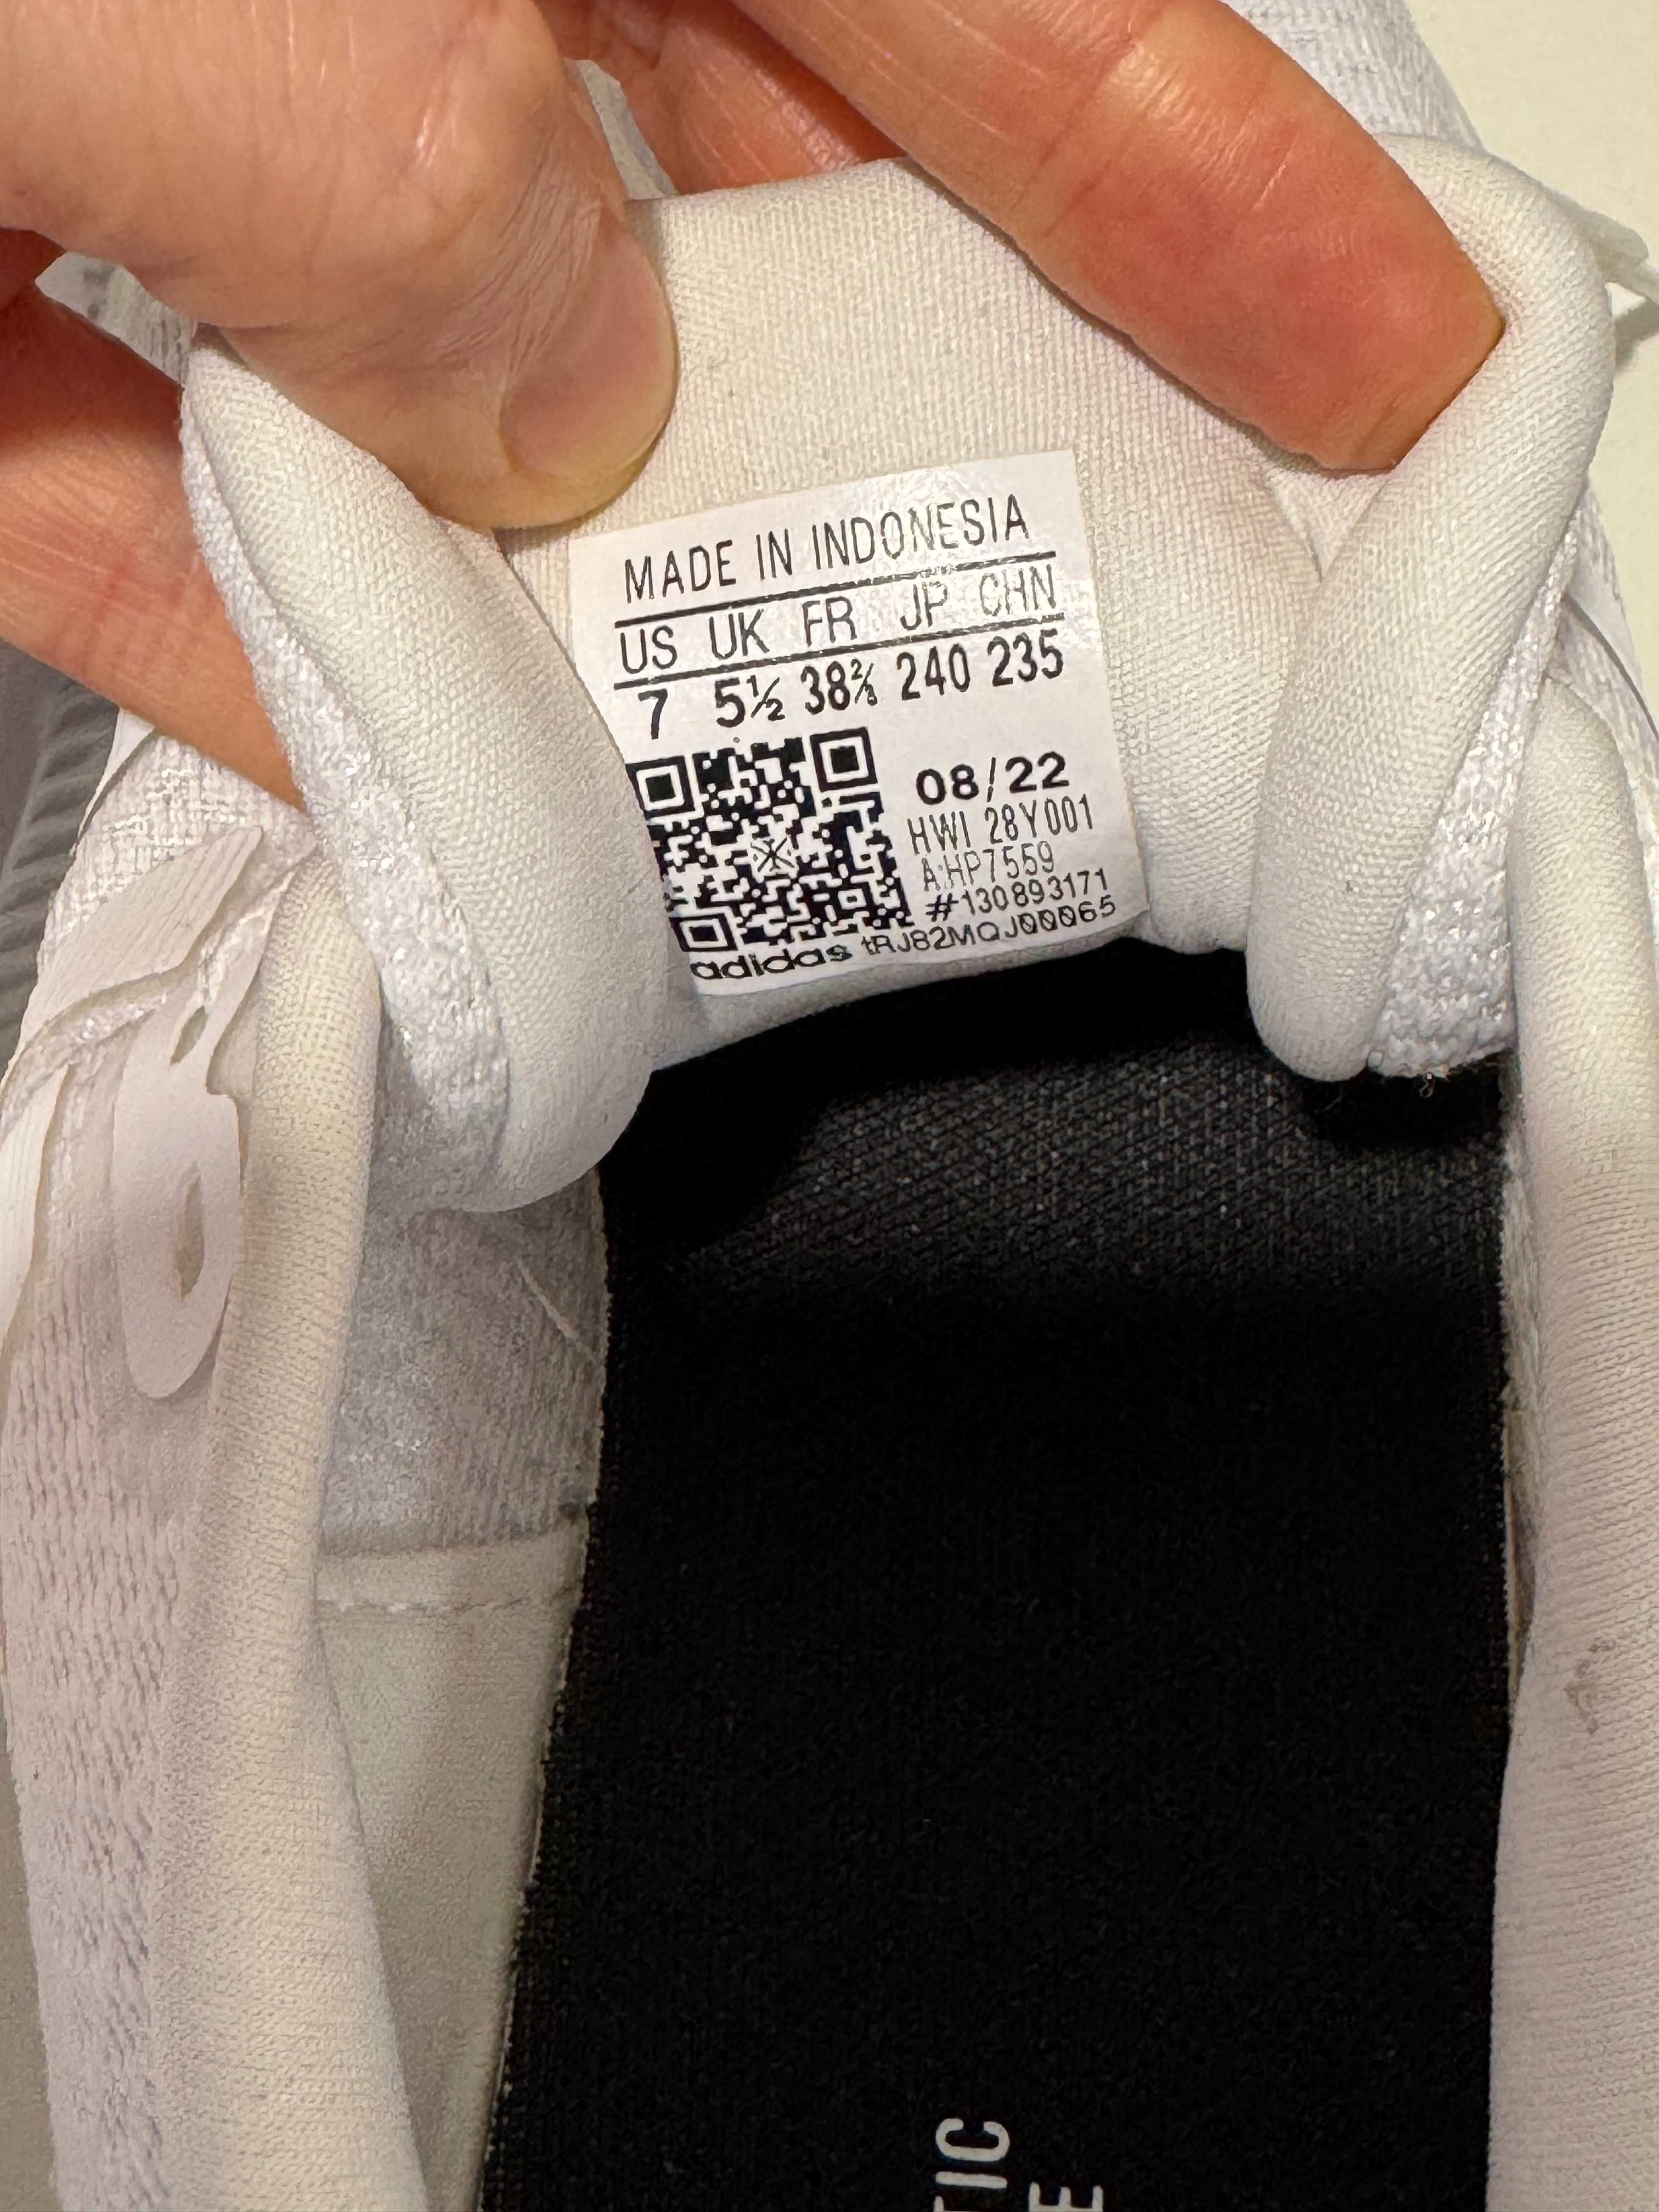 MADE IN INDONESIA
US UK FR JP CHN
7 5½ 38⅔ 240 235
08/22
HWI 28Y001
A:HP7559
#130893171
adidas tRJ82MQJ00065
TIC
E